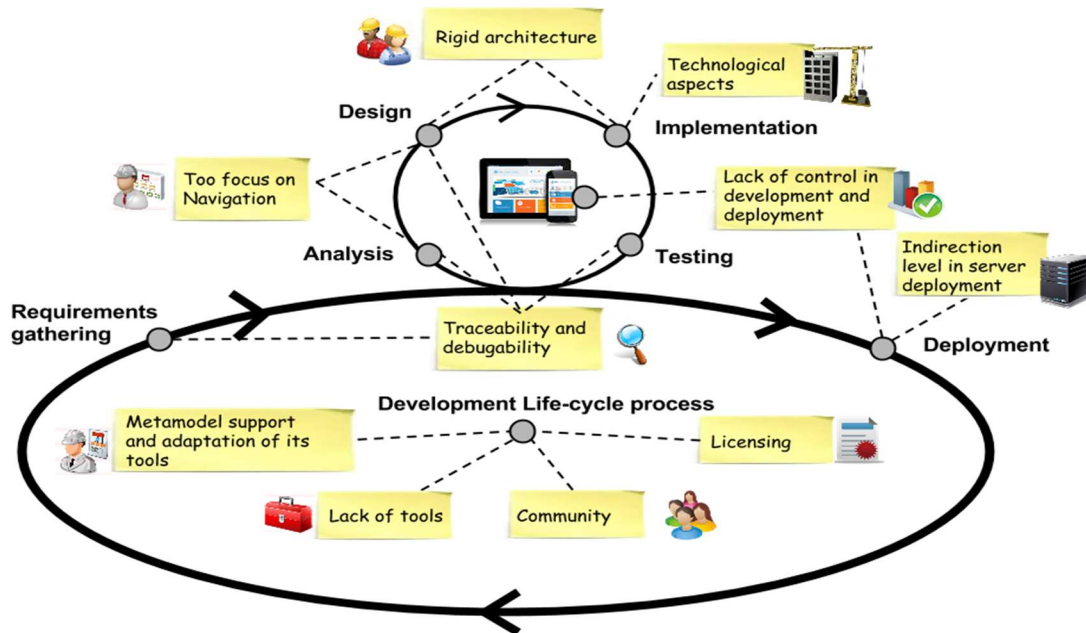 Rigid architecture
Technological
aspects
Design
Implementation
Too focus on
Navigation
Lack of control in
development and
deployment
Analysis
Testing
Indirection
level in server
deployment
Requirements
gathering
Traceability and
debugability
Deployment
Development Life-cycle process
Metamodel support
and adaptation of its
tools
Licensing
Lack of tools
Community